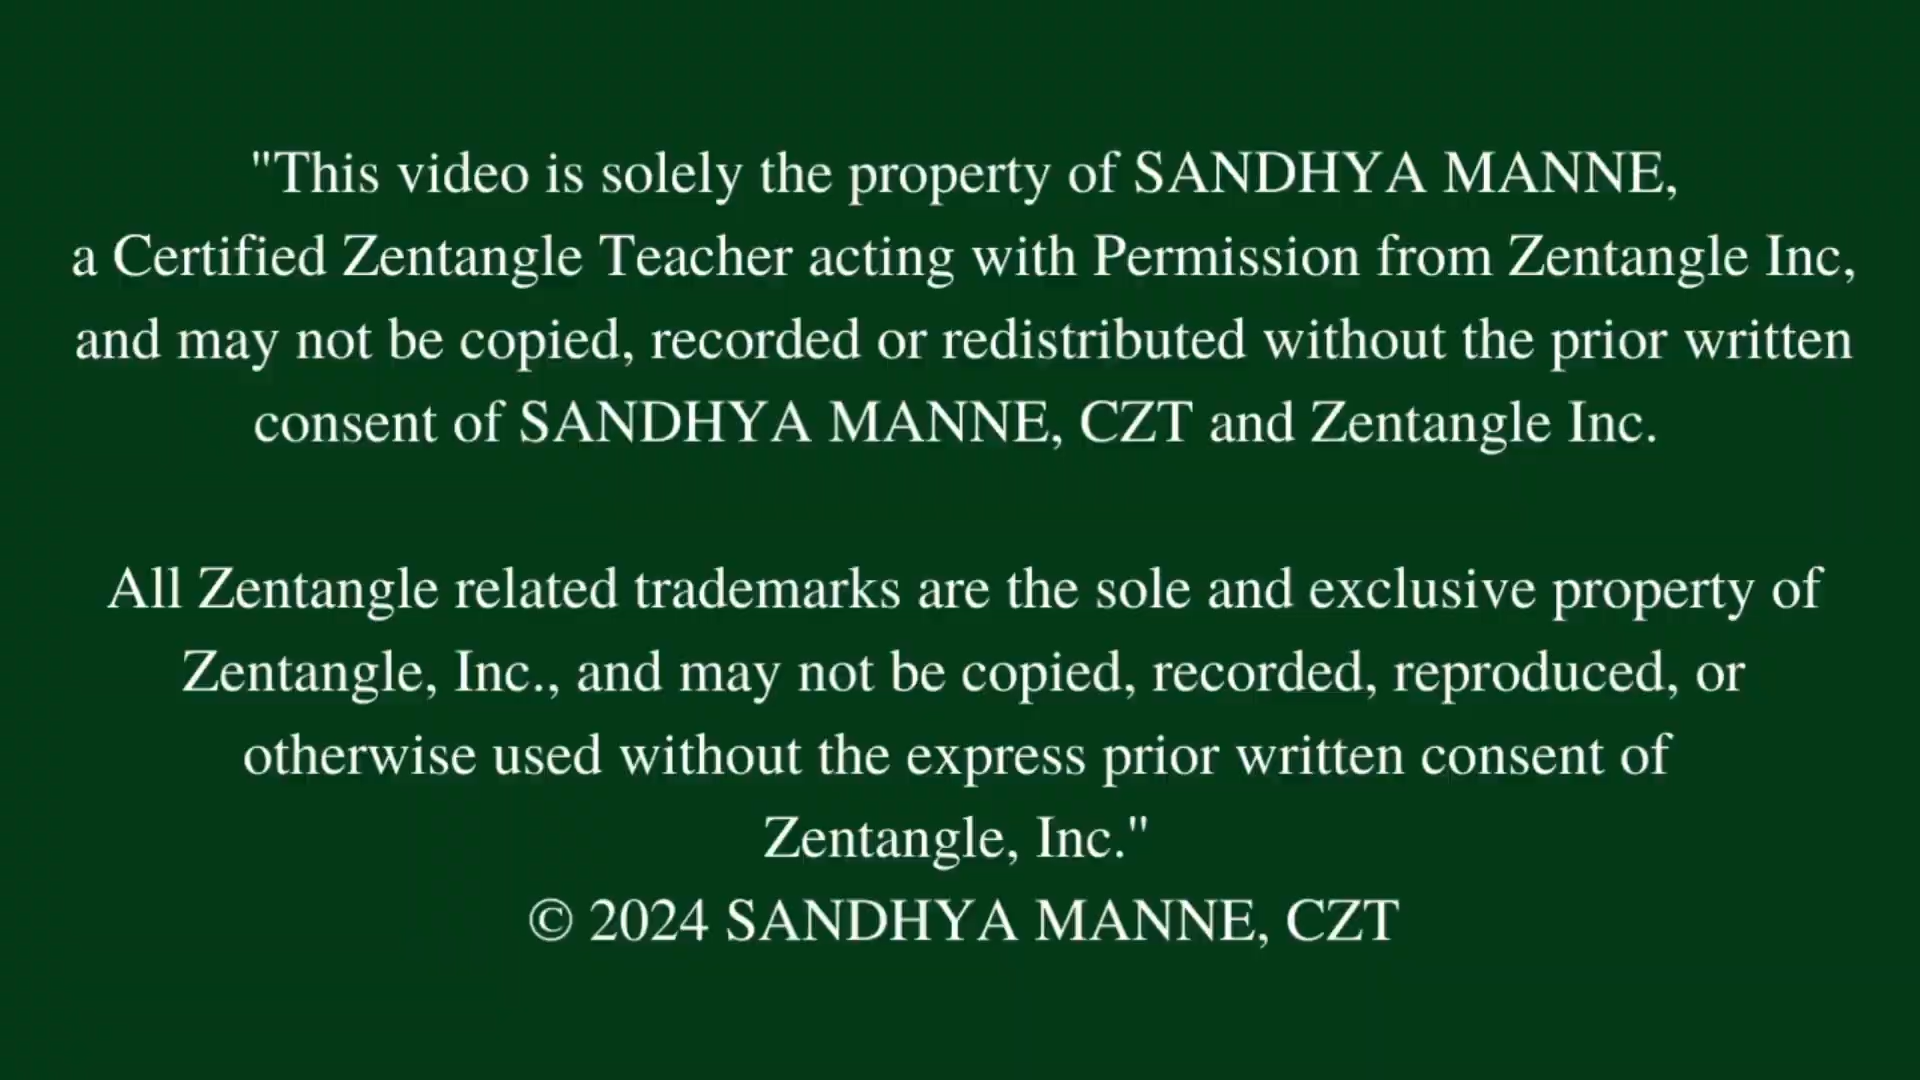 "This video is solely the property of SANDHYA MANNE,
a Certified Zentangle Teacher acting with Permission from Zentangle Inc,
and may not be copied, recorded or redistributed without the prior written
consent of SANDHYA MANNE, CZT and Zentangle Inc.
All Zentangle related trademarks are the sole and exclusive property of
Zentangle, Inc., and may not be copied, recorded, reproduced, or
otherwise used without the express prior written consent of
Zentangle, Inc."
© 2024 SANDHYA MANNE, CZT